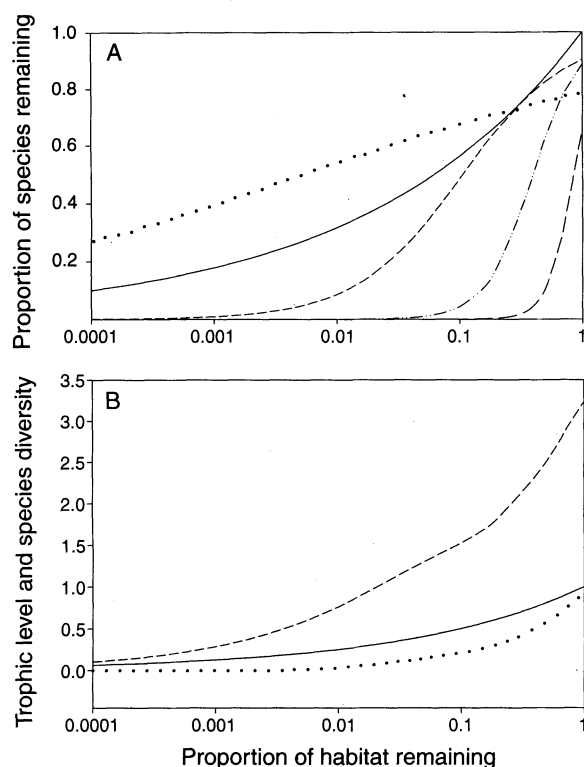 A
1.0
0.8
0.6
0.4
0.2
Proportion of species remaining
0.0001 0.001 0.01 0.1 1
B
3.5
3.0
2.5
2.0
1.5
1.0
0.5
0.0
Trophic level and species diversity
0.0001 0.001 0.01 0.1 1
Proportion of habitat remaining